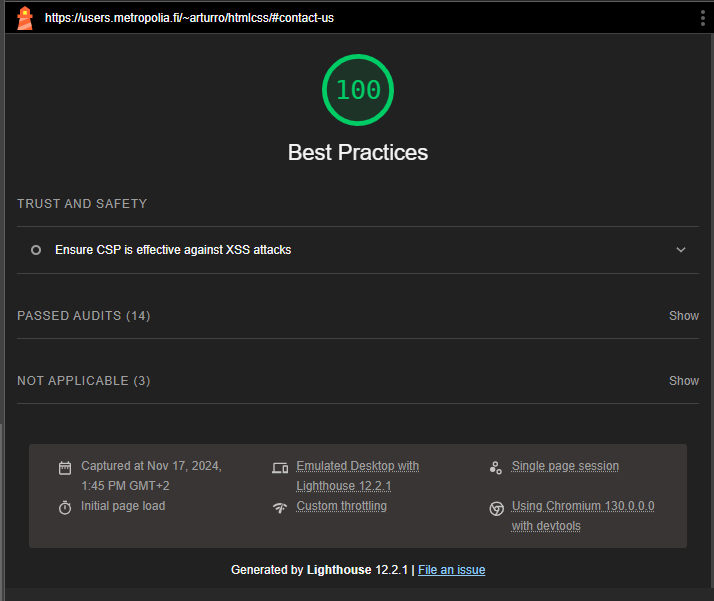 https://users.metropolia.fi/~arturro/htmlcss/#contact-us
100
Best Practices
TRUST AND SAFETY
Ensure CSP is effective against XSS attacks
PASSED AUDITS (14)
Show
NOT APPLICABLE (3)
Show
Captured at Nov 17, 2024,
1:45 PM GMT+2
Initial page load
Emulated Desktop with
Lighthouse 12.2.1
Custom throttling
Single page session
Using Chromium 130.0.0.0
with devtools
Generated by Lighthouse 12.2.1 | File an issue